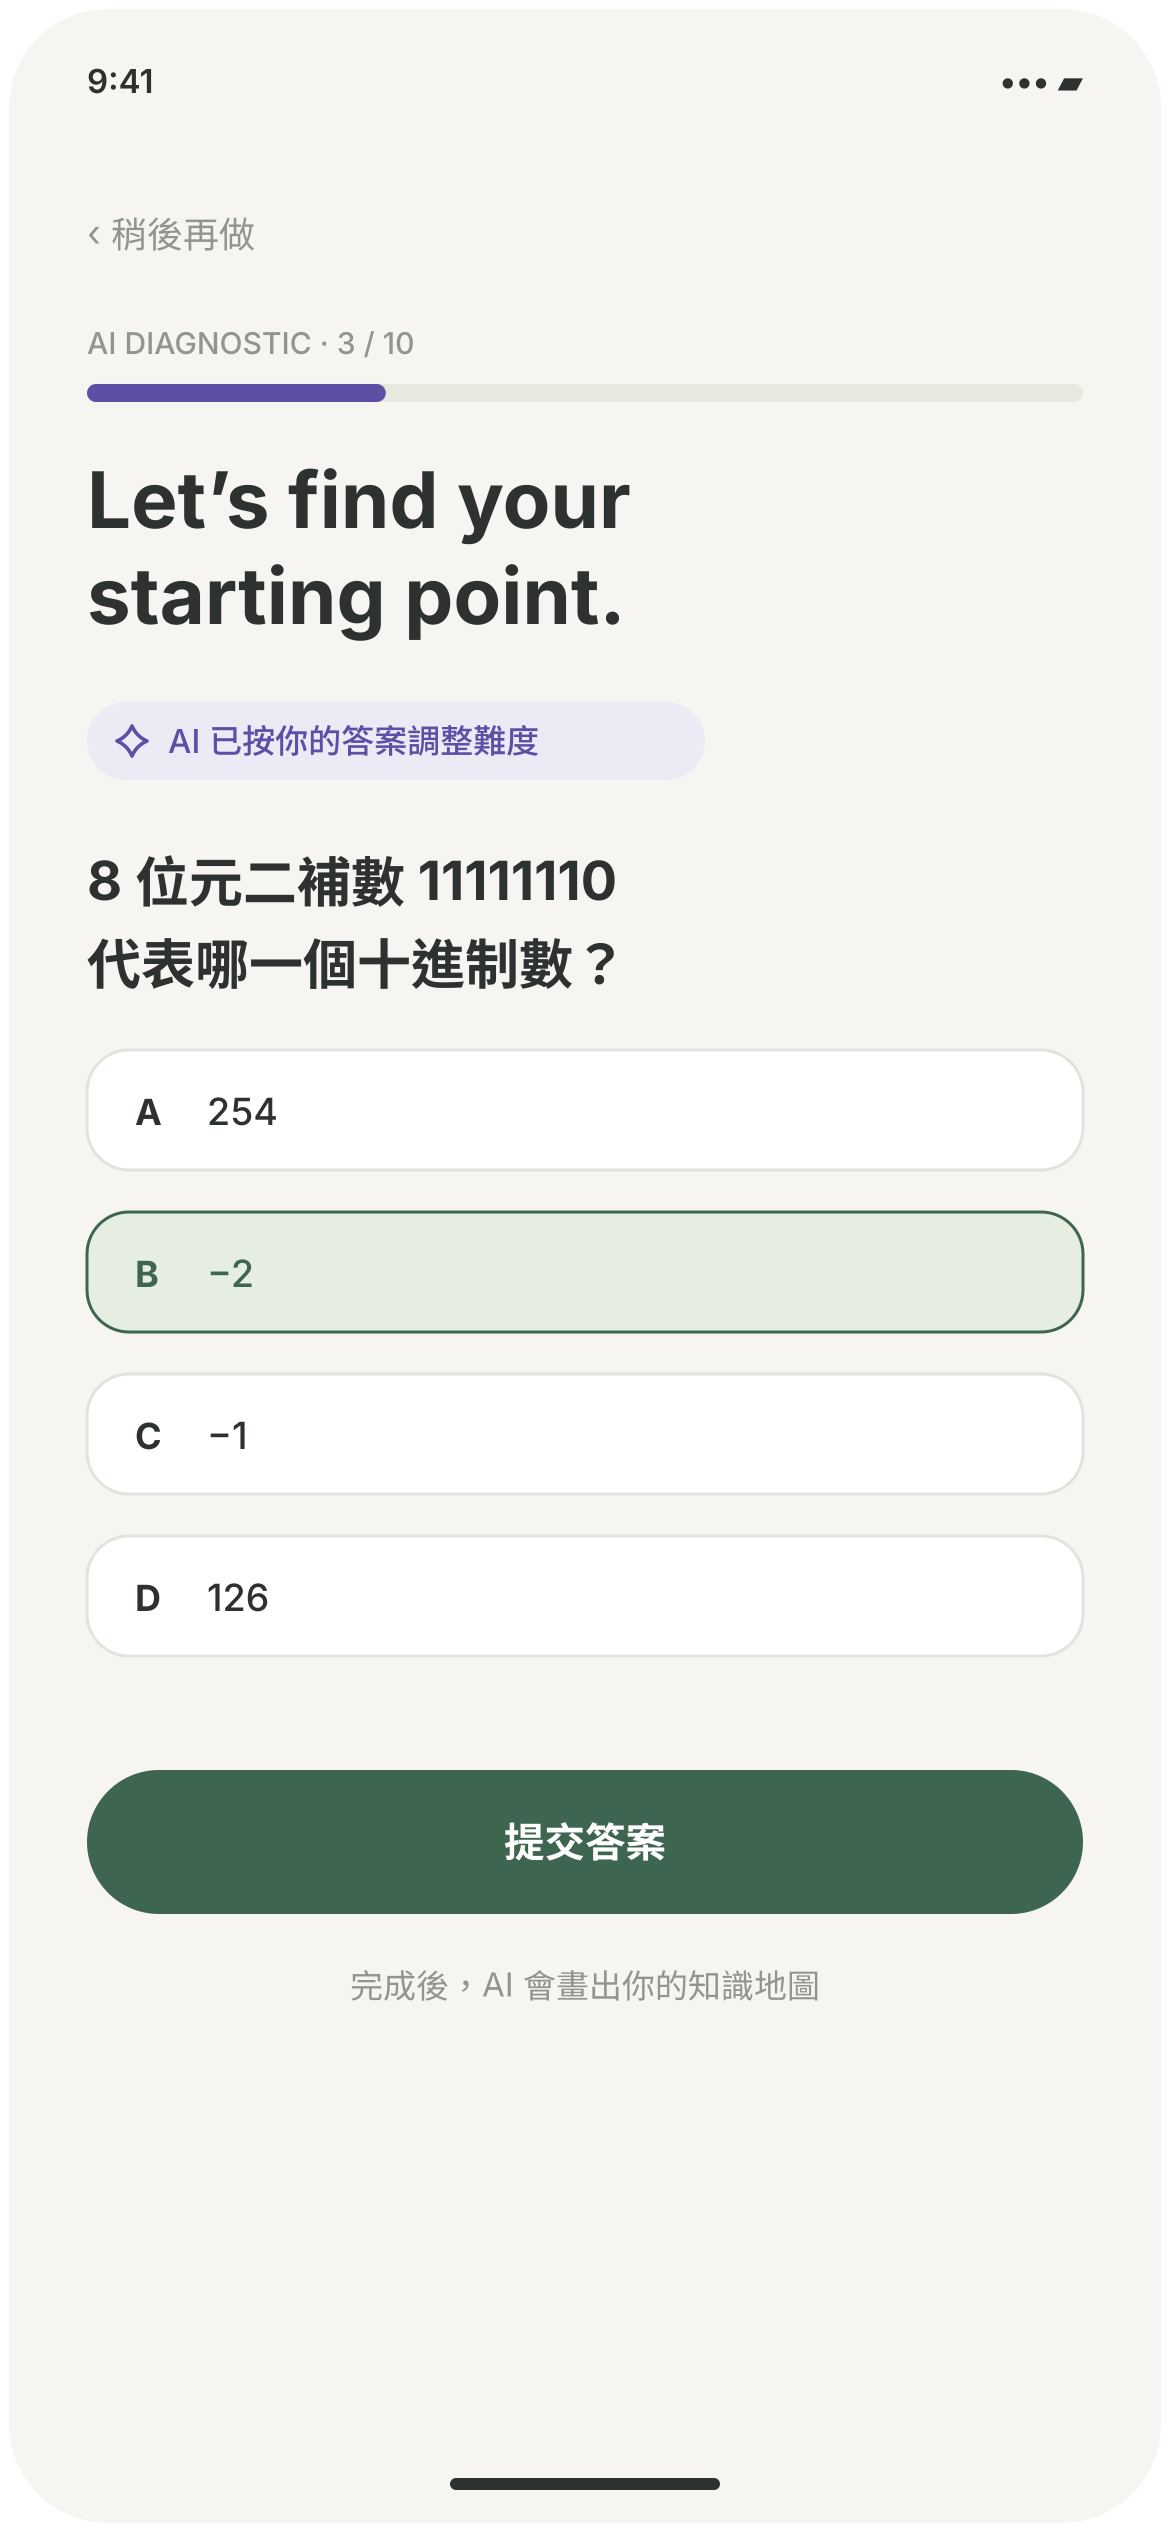 9:41
‹ 稍後再做
AI DIAGNOSTIC · 3 / 10
Let’s find your
starting point.
AI 已按你的答案調整難度
8 位元二補數 11111110
代表哪一個十進制數？
A 254
B −2
C −1
D 126
提交答案
完成後，AI 會畫出你的知識地圖